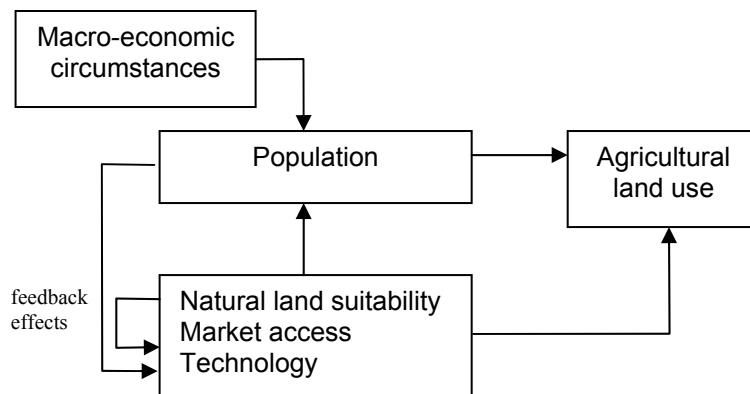 Macro-economic
circumstances
Population
Agricultural
land use
feedback
effects
Natural land suitability
Market access
Technology